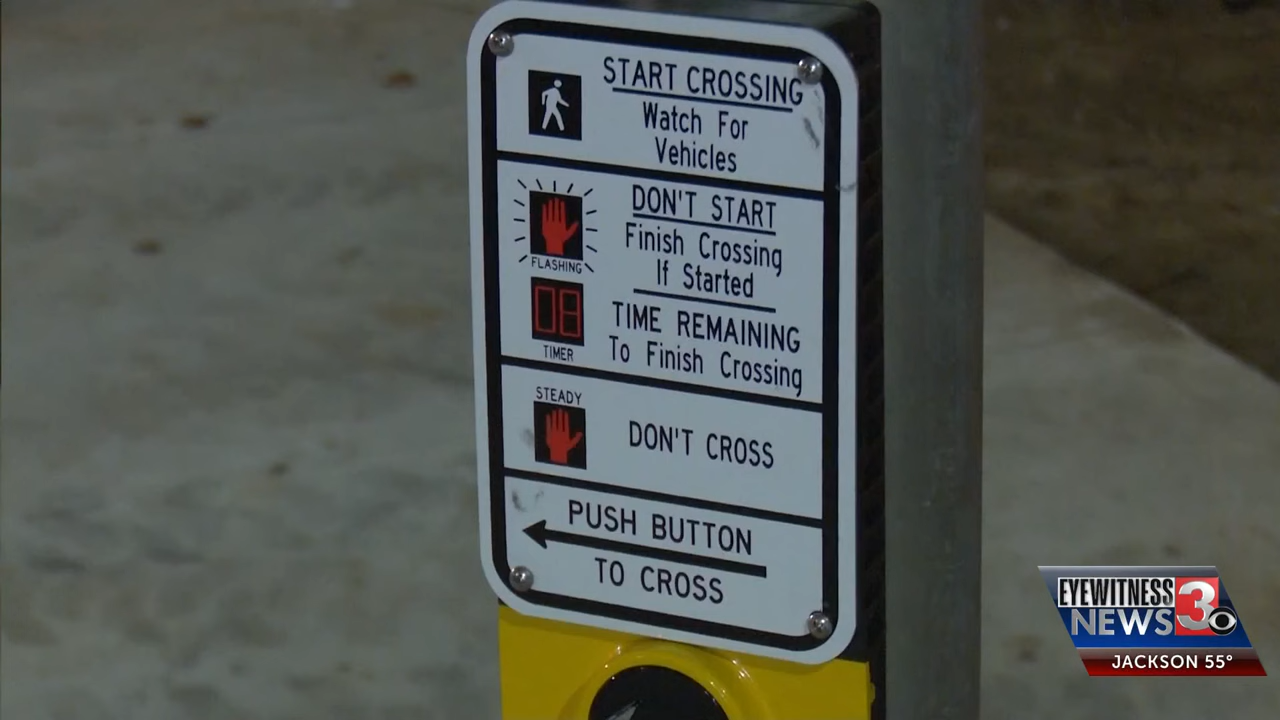 START CROSSING
Watch For
Vehicles
DON'T START
Finish Crossing
If Started
FLASHING
TIME REMAINING
To Finish Crossing
08
TIMER
STEADY
DON'T CROSS
PUSH BUTTON
TO CROSS
EYEWITNESS
NEWS 3
JACKSON 55°